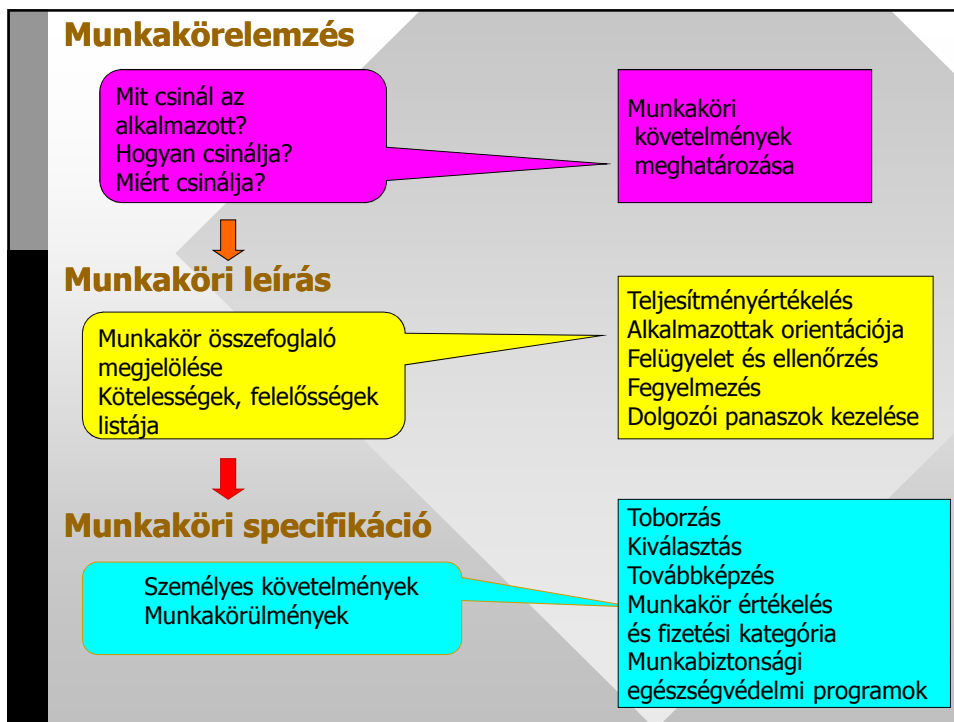 Munkakörelemzés
Mit csinál az
alkalmazott?
Hogyan csinálja?
Miért csinálja?
Munkaköri
követelmények
meghatározása
Munkaköri leírás
Munkakör összefoglaló
megjelölése
Kötelességek, felelősségek
listája
Teljesítményértékelés
Alkalmazottak orientációja
Felügyelet és ellenőrzés
Fegyelmezés
Dolgozói panaszok kezelése
Munkaköri specifikáció
Személyes követelmények
Munkakörülmények
Toborzás
Kiválasztás
Továbbképzés
Munkakör értékelés
és fizetési kategória
Munkabiztonsági
egészségvédelmi programok